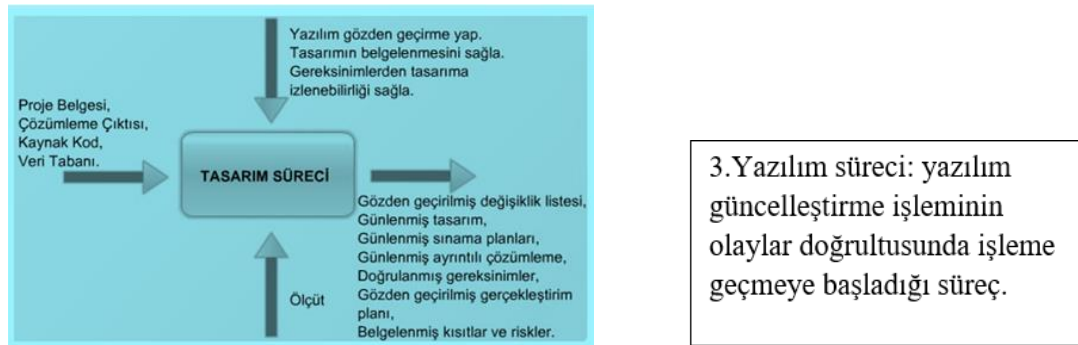 Yazılım gözden geçirme yap.
Tasarımın belgelenmesini sağla.
Gereksinimlerden tasarıma
izlenebilirliği sağla.
Proje Belgesi,
Çözümleme Çıktısı,
Kaynak Kod,
Veri Tabanı.
TASARIM SÜRECİ
Gözden geçirilmiş değişiklik listesi,
Günlenmiş tasarım,
Günlenmiş sınama planları,
Günlenmiş ayrıntılı çözümleme,
Doğrulanmış gereksinimler,
Gözden geçirilmiş gerçekleştirim
planı,
Belgelenmiş kısıtlar ve riskler.
Ölçüt
3.Yazılım süreci: yazılım
güncelleştirme işleminin
olaylar doğrultusunda işleme
geçmeye başladığı süreç.